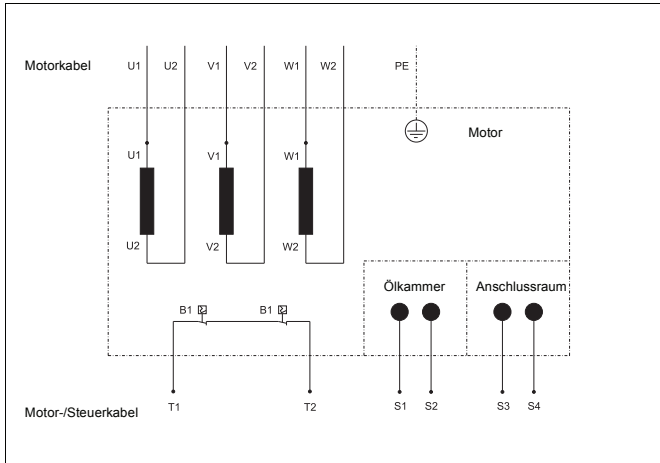 Motorkabel U1 U2 V1 V2 W1 W2 PE
Motor
U1 V1 W1
U2 V2 W2
Ölkammer Anschlussraum
B1 B1
T1 T2 S1 S2 S3 S4
Motor-/Steuerkabel